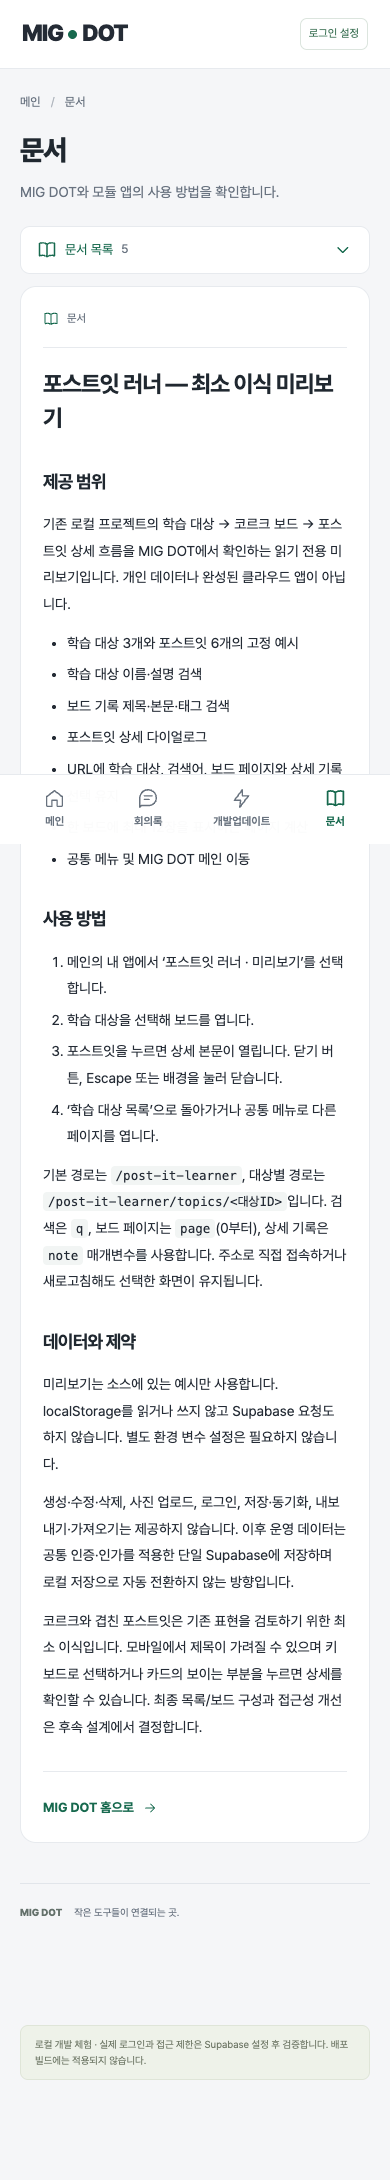 MIG DOT
로그인 설정
메인 / 문서
문서
MIG DOT와 모듈 앱의 사용 방법을 확인합니다.
문서 목록 5
문서
포스트잇 러너 — 최소 이식 미리보
기
제공 범위
기존 로컬 프로젝트의 학습 대상 → 코르크 보드 → 포스
트잇 상세 흐름을 MIG DOT에서 확인하는 읽기 전용 미
리보기입니다. 개인 데이터나 완성된 클라우드 앱이 아닙
니다.
• 학습 대상 3개와 포스트잇 6개의 고정 예시
• 학습 대상 이름·설명 검색
• 보드 기록 제목·본문·태그 검색
• 포스트잇 상세 다이얼로그
• URL에 학습 대상, 검색어, 보드 페이지와 상세 기록
메인
회의록
개발업데이트
문서
• 공통 메뉴 및 MIG DOT 메인 이동
사용 방법
1. 메인의 내 앱에서 ‘포스트잇 러너 · 미리보기’를 선택
합니다.
2. 학습 대상을 선택해 보드를 엽니다.
3. 포스트잇을 누르면 상세 본문이 열립니다. 닫기 버
튼, Escape 또는 배경을 눌러 닫습니다.
4. ‘학습 대상 목록’으로 돌아가거나 공통 메뉴로 다른
페이지를 엽니다.
기본 경로는 /post-it-learner, 대상별 경로는
/post-it-learner/topics/<대상ID>입니다. 검
색은 q, 보드 페이지는 page(0부터), 상세 기록은
note 매개변수를 사용합니다. 주소로 직접 접속하거나
새로고침해도 선택한 화면이 유지됩니다.
데이터와 제약
미리보기는 소스에 있는 예시만 사용합니다.
localStorage를 읽거나 쓰지 않고 Supabase 요청도
하지 않습니다. 별도 환경 변수 설정은 필요하지 않습니
다.
생성·수정·삭제, 사진 업로드, 로그인, 저장·동기화, 내보
내기·가져오기는 제공하지 않습니다. 이후 운영 데이터는
공통 인증·인가를 적용한 단일 Supabase에 저장하며
로컬 저장으로 자동 전환하지 않는 방향입니다.
코르크와 겹친 포스트잇은 기존 표현을 검토하기 위한 최
소 이식입니다. 모바일에서 제목이 가려질 수 있으며 키
보드로 선택하거나 카드의 보이는 부분을 누르면 상세를
확인할 수 있습니다. 최종 목록/보드 구성과 접근성 개선
은 후속 설계에서 결정합니다.
MIG DOT 홈으로 →
MIG DOT 작은 도구들이 연결되는 곳.
로컬 개발 체험 · 실제 로그인과 접근 제한은 Supabase 설정 후 검증합니다. 배포
빌드에는 적용되지 않습니다.